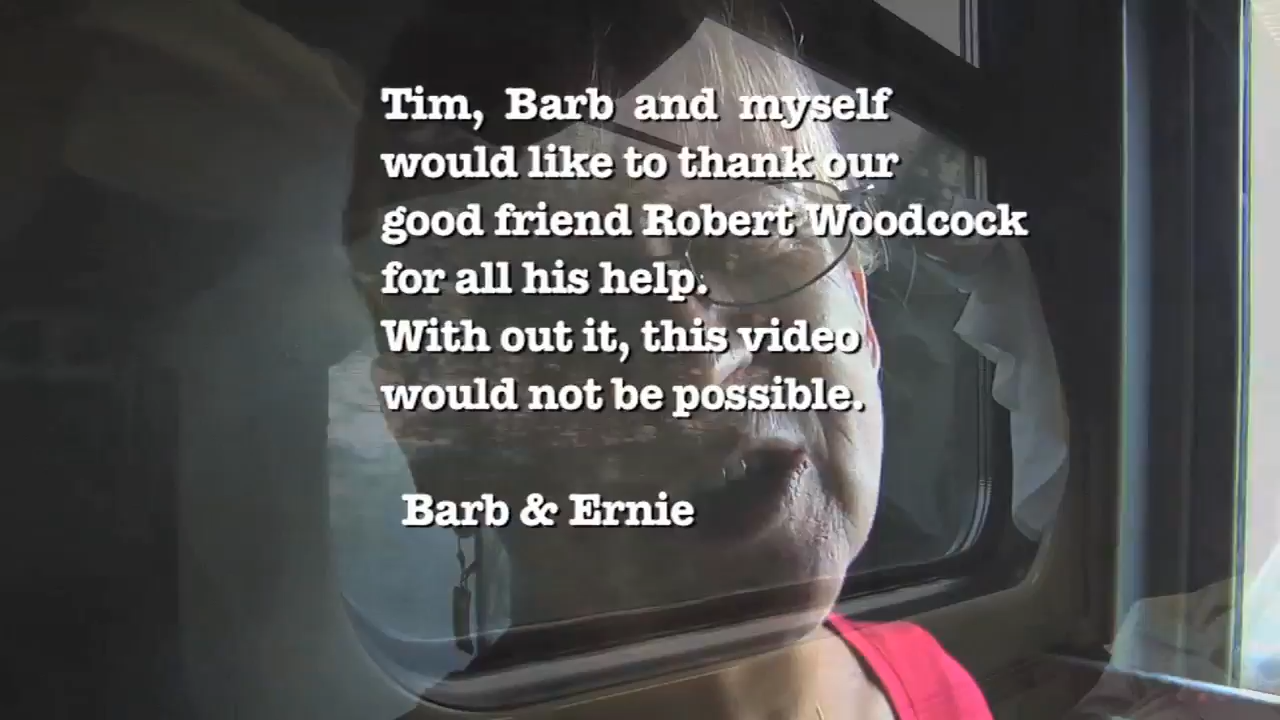 Tim, Barb and myself
would like to thank our
good friend Robert Woodcock
for all his help.
With out it, this video
would not be possible.
Barb & Ernie